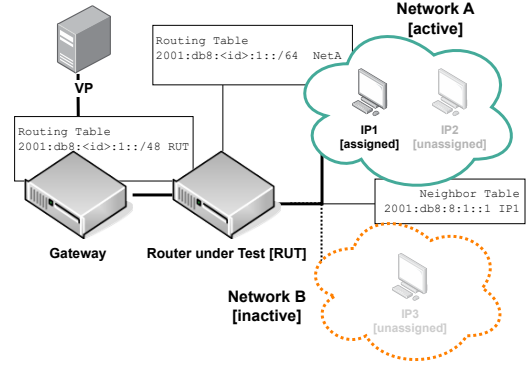 Network A
[active]
Routing Table
2001:db8:<id>:1::/64 NetA
VP
IP1
[assigned]
IP2
[unassigned]
Routing Table
2001:db8:<id>:1::/48 RUT
Neighbor Table
2001:db8:8:1::1 IP1
Gateway
Router under Test [RUT]
Network B
[inactive]
IP3
[unassigned]